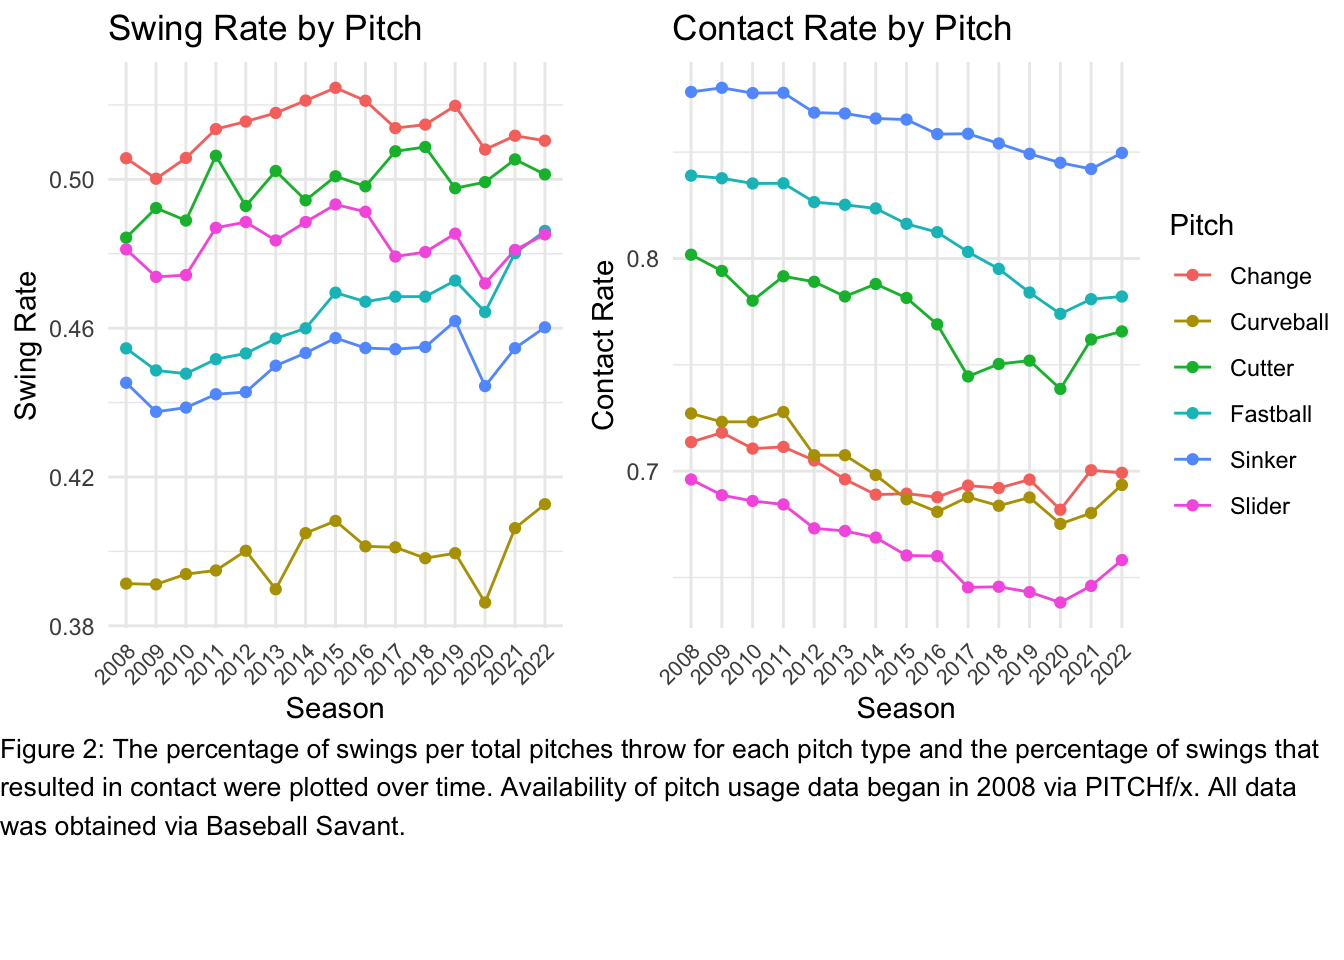 Swing Rate by Pitch
Contact Rate by Pitch
Swing Rate
0.50
0.46
0.42
0.38
2008 2009 2010 2011 2012 2013 2014 2015 2016 2017 2018 2019 2020 2021 2022
Season
Contact Rate
0.8
0.7
2008 2009 2010 2011 2012 2013 2014 2015 2016 2017 2018 2019 2020 2021 2022
Season
Pitch
Change
Curveball
Cutter
Fastball
Sinker
Slider
Figure 2: The percentage of swings per total pitches throw for each pitch type and the percentage of swings that
resulted in contact were plotted over time. Availability of pitch usage data began in 2008 via PITCHf/x. All data
was obtained via Baseball Savant.